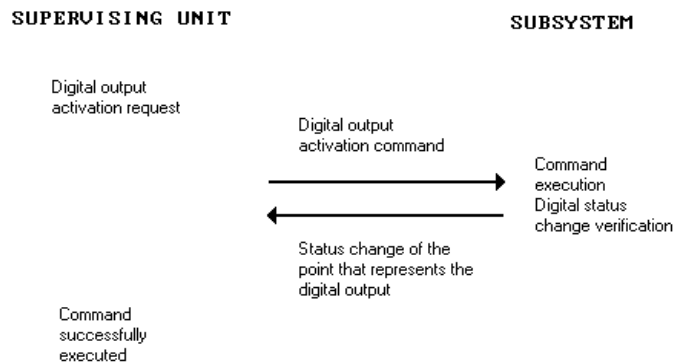 SUPERVISING UNIT
SUBSYSTEM
Digital output
activation request
Digital output
activation command
Command
execution
Digital status
change verification
Status change of the
point that represents the
digital output
Command
successfully
executed